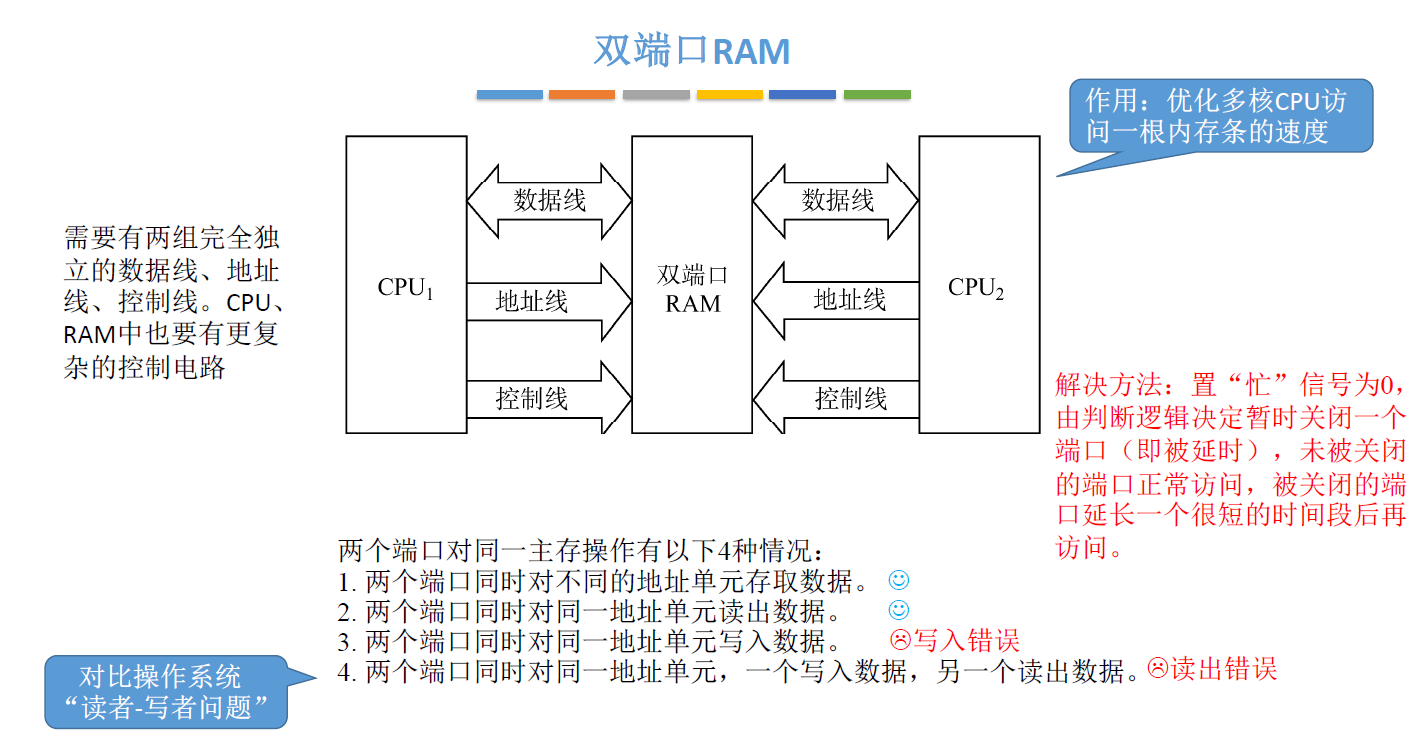 双端口RAM
作用：优化多核CPU访
问一根内存条的速度
需要有两组完全独
立的数据线、地址
线、控制线。CPU、
RAM中也要有更复
杂的控制电路
CPU1
数据线
地址线
控制线
双端口
RAM
数据线
地址线
控制线
CPU2
解决方法：置“忙”信号为0，
由判断逻辑决定暂时关闭一个
端口（即被延时），未被关闭
的端口正常访问，被关闭的端
口延长一个很短的时间段后再
访问。
两个端口对同一主存操作有以下4种情况：
1. 两个端口同时对不同的地址单元存取数据。
2. 两个端口同时对同一地址单元读出数据。
3. 两个端口同时对同一地址单元写入数据。 写入错误
4. 两个端口同时对同一地址单元，一个写入数据，另一个读出数据。 读出错误
对比操作系统
“读者-写者问题”